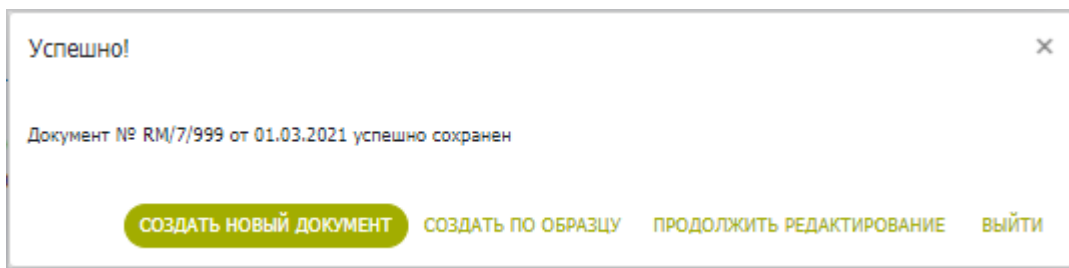 Успешно!
Документ № RM/7/999 от 01.03.2021 успешно сохранен
СОЗДАТЬ НОВЫЙ ДОКУМЕНТ СОЗДАТЬ ПО ОБРАЗЦУ ПРОДОЛЖИТЬ РЕДАКТИРОВАНИЕ ВЫЙТИ